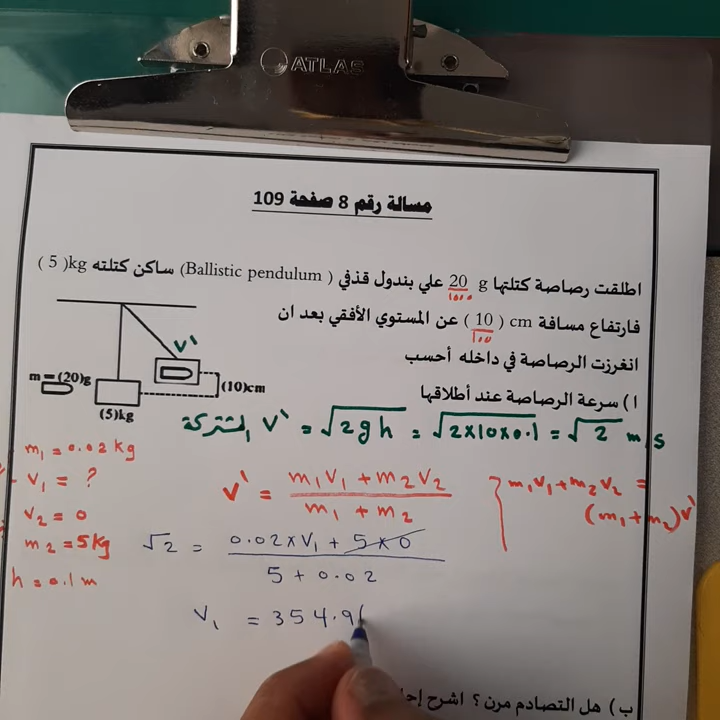 ATLAS
مسالة رقم 8 صفحة 109
اطلقت رصاصة كتلتها g 20 علي بندول قذفي ( Ballistic pendulum) ساكن كتلته kg( 5 )
1000
فارتفاع مسافة cm ( 10 ) عن المستوي الأفقي بعد ان
100
انغرزت الرصاصة في داخله أحسب
ا ) سرعة الرصاصة عند أطلاقها
V'
m=(20)g
(10)cm
(5)kg
المشتركة V' = √2gh = √2×10×0.1 = √2 m/s
m₁ = 0.02 kg
V₁ = ?
V₂ = 0
m₂ = 5 kg
h = 0.1 m
V' = (m₁V₁ + m₂V₂) / (m₁ + m₂)
m₁V₁ + m₂V₂ =
(m₁+m₂)V'
√2 = (0.02×V₁ + 5×0) / (5 + 0.02)
V₁ = 354.9
ب ) هل التصادم مرن ؟ اشرح